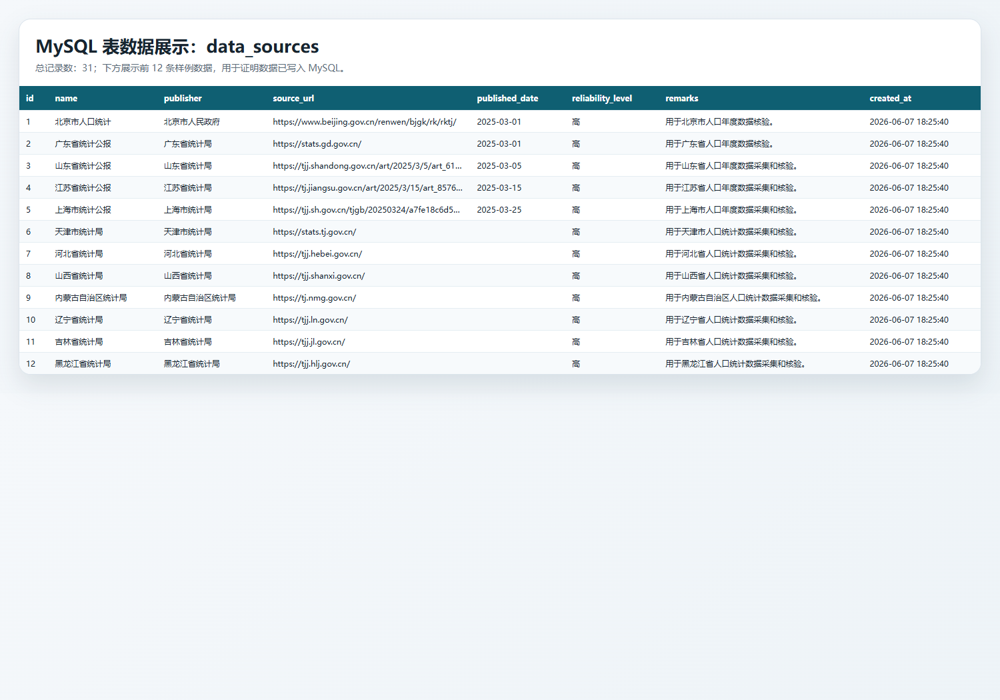 MySQL 表数据展示：data_sources
总记录数：31；下方展示前 12 条样例数据，用于证明数据已写入 MySQL。
id name publisher source_url published_date reliability_level remarks created_at
1 北京市人口统计 北京市人民政府 https://www.beijing.gov.cn/renwen/bjgk/rk/rktj/ 2025-03-01 高 用于北京市人口年度数据核验。 2026-06-07 18:25:40
2 广东省统计公报 广东省统计局 https://stats.gd.gov.cn/ 2025-03-01 高 用于广东省人口年度数据核验。 2026-06-07 18:25:40
3 山东省统计公报 山东省统计局 https://tjj.shandong.gov.cn/art/2025/3/5/art_61... 2025-03-05 高 用于山东省人口年度数据采集和核验。 2026-06-07 18:25:40
4 江苏省统计公报 江苏省统计局 https://tj.jiangsu.gov.cn/art/2025/3/15/art_8576... 2025-03-15 高 用于江苏省人口年度数据采集和核验。 2026-06-07 18:25:40
5 上海市统计公报 上海市统计局 https://tjj.sh.gov.cn/tjgb/20250324/a7fe18c6d5... 2025-03-25 高 用于上海市人口年度数据采集和核验。 2026-06-07 18:25:40
6 天津市统计局 天津市统计局 https://stats.tj.gov.cn/ 高 用于天津市人口统计数据采集和核验。 2026-06-07 18:25:40
7 河北省统计局 河北省统计局 https://tjj.hebei.gov.cn/ 高 用于河北省人口统计数据采集和核验。 2026-06-07 18:25:40
8 山西省统计局 山西省统计局 https://tjj.shanxi.gov.cn/ 高 用于山西省人口统计数据采集和核验。 2026-06-07 18:25:40
9 内蒙古自治区统计局 内蒙古自治区统计局 https://tj.nmg.gov.cn/ 高 用于内蒙古自治区人口统计数据采集和核验。 2026-06-07 18:25:40
10 辽宁省统计局 辽宁省统计局 https://tjj.ln.gov.cn/ 高 用于辽宁省人口统计数据采集和核验。 2026-06-07 18:25:40
11 吉林省统计局 吉林省统计局 https://tjj.jl.gov.cn/ 高 用于吉林省人口统计数据采集和核验。 2026-06-07 18:25:40
12 黑龙江省统计局 黑龙江省统计局 https://tjj.hlj.gov.cn/ 高 用于黑龙江省人口统计数据采集和核验。 2026-06-07 18:25:40